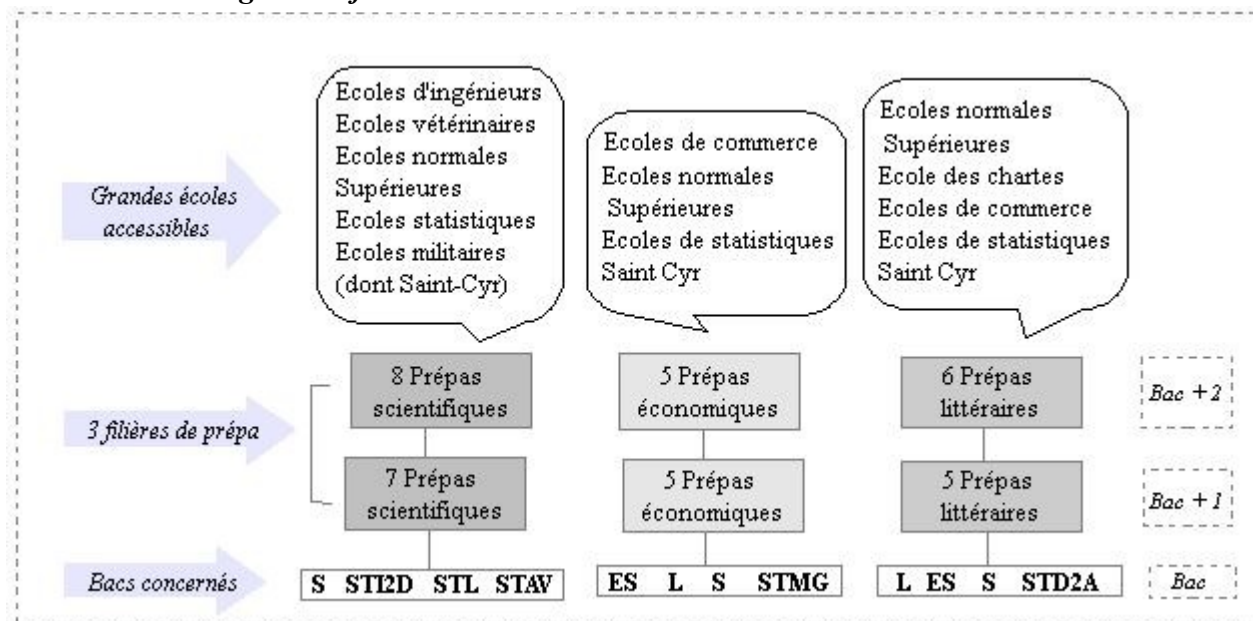 Ecoles d'ingénieurs
Ecoles vétérinaires
Ecoles normales
Supérieures
Ecoles statistiques
Ecoles militaires
(dont Saint-Cyr)
Ecoles de commerce
Ecoles normales
Supérieures
Ecoles de statistiques
Saint Cyr
Ecoles normales
Supérieures
Ecole des chartes
Ecoles de commerce
Ecoles de statistiques
Saint Cyr
Grandes écoles
accessibles
8 Prépas
scientifiques
5 Prépas
économiques
6 Prépas
littéraires
Bac + 2
3 filières de prépa
7 Prépas
scientifiques
5 Prépas
économiques
5 Prépas
littéraires
Bac + 1
Bacs concernés
S STI2D STL STAV
ES L S STMG
L ES S STD2A
Bac